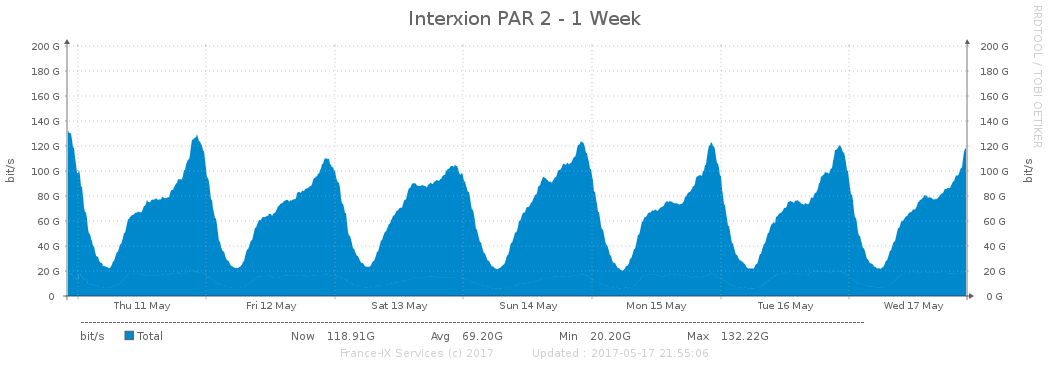 Interxion PAR 2 - 1 Week
RRDTOOL / TOBI OETIKER
200 G 200 G
180 G 180 G
160 G 160 G
140 G 140 G
120 G 120 G
100 G 100 G
80 G 80 G
60 G 60 G
40 G 40 G
20 G 20 G
0 0 G
bit/s
bit/s
Thu 11 May Fri 12 May Sat 13 May Sun 14 May Mon 15 May Tue 16 May Wed 17 May
bit/s Total Now 118.91G Avg 69.20G Min 20.20G Max 132.22G
France-IX Services (c) 2017 Updated : 2017-05-17 21:55:06